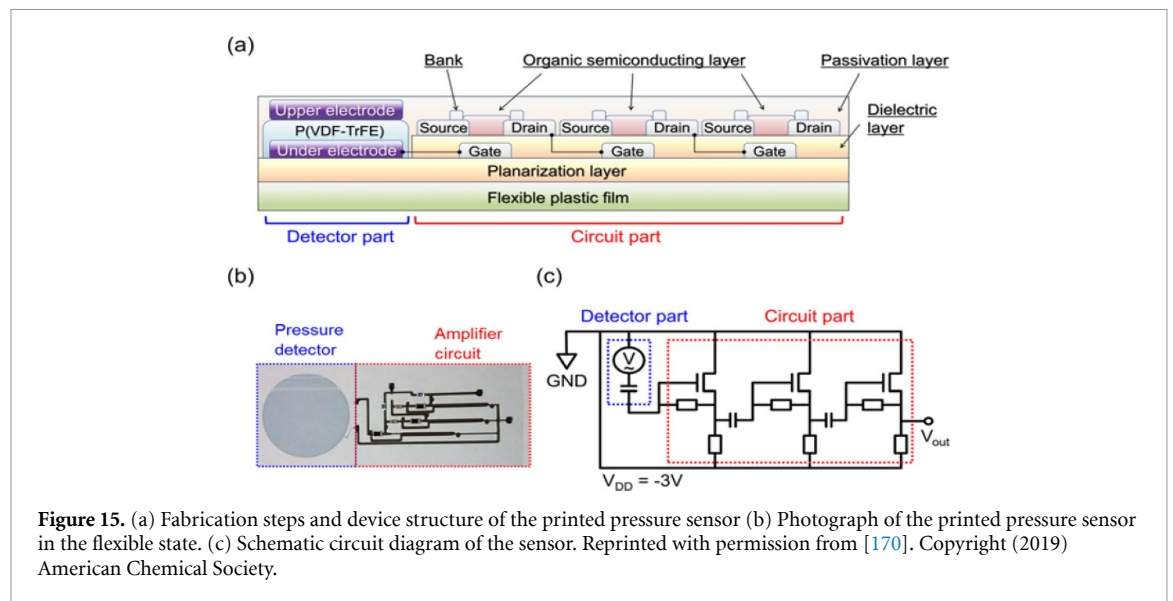 (a)
Bank
Organic semiconducting layer
Passivation layer
Upper electrode
Dielectric
layer
P(VDF-TrFE)
Source
Drain
Source
Drain
Source
Drain
Under electrode
Gate
Gate
Gate
Planarization layer
Flexible plastic film
Detector part
Circuit part
(b)
Pressure
detector
Amplifier
circuit
(c)
Detector part
Circuit part
V
~
GND
Vout
VDD = -3V
Figure 15. (a) Fabrication steps and device structure of the printed pressure sensor (b) Photograph of the printed pressure sensor
in the flexible state. (c) Schematic circuit diagram of the sensor. Reprinted with permission from [170]. Copyright (2019)
American Chemical Society.